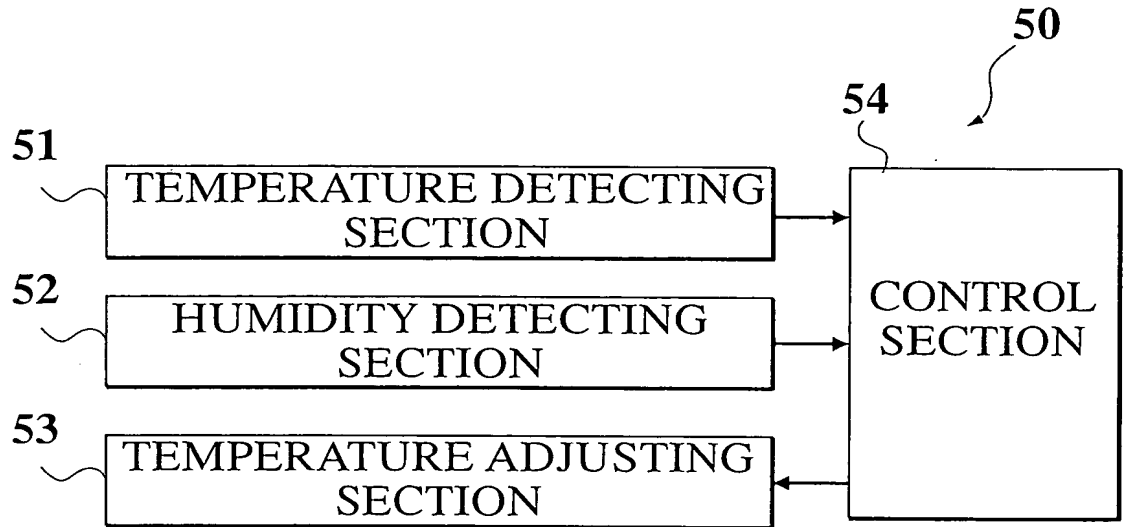 50
54
51
TEMPERATURE DETECTING
SECTION
52
HUMIDITY DETECTING
SECTION
CONTROL
SECTION
53
TEMPERATURE ADJUSTING
SECTION